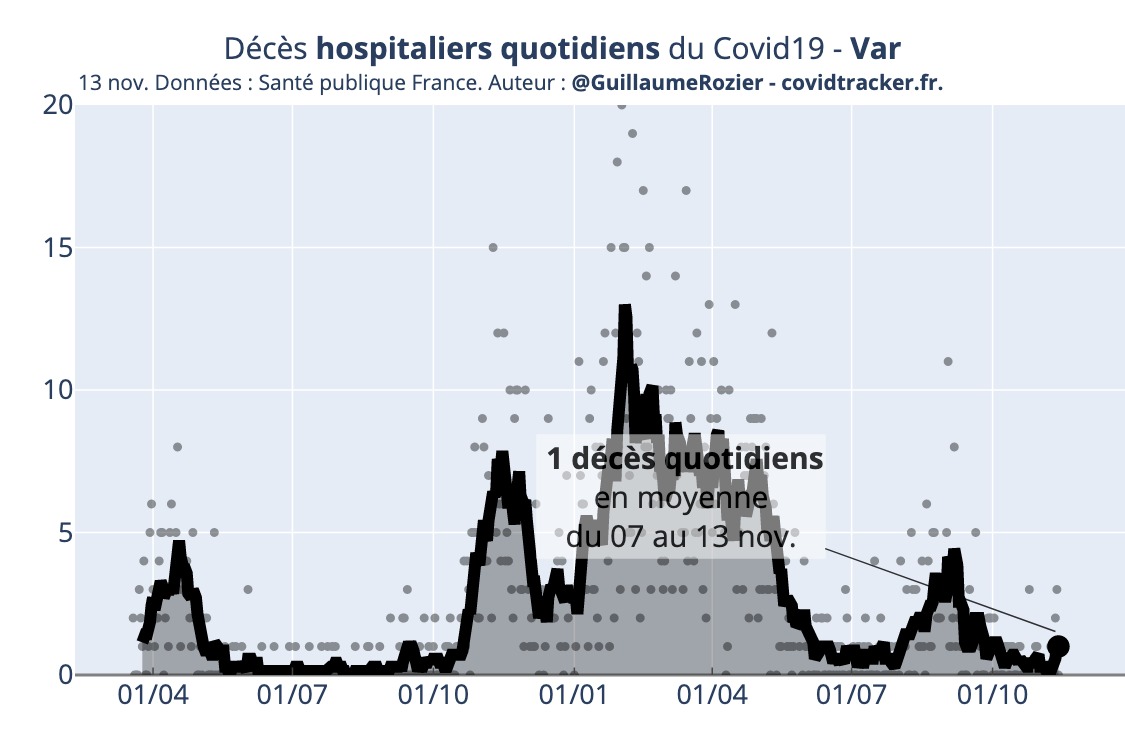 Décès hospitaliers quotidiens du Covid19 - Var
13 nov. Données : Santé publique France. Auteur : @GuillaumeRozier - covidtracker.fr.
20
15
10
5
0
1 décès quotidiens
en moyenne
du 07 au 13 nov.
01/04 01/07 01/10 01/01 01/04 01/07 01/10